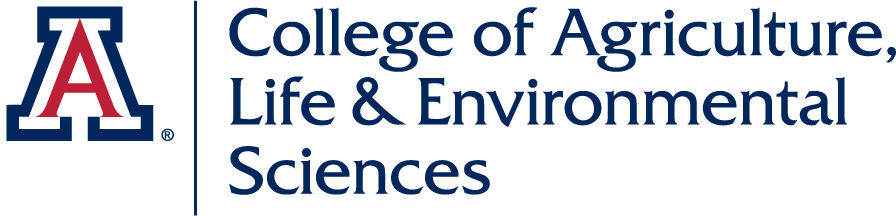 A®
College of Agriculture,
Life & Environmental
Sciences